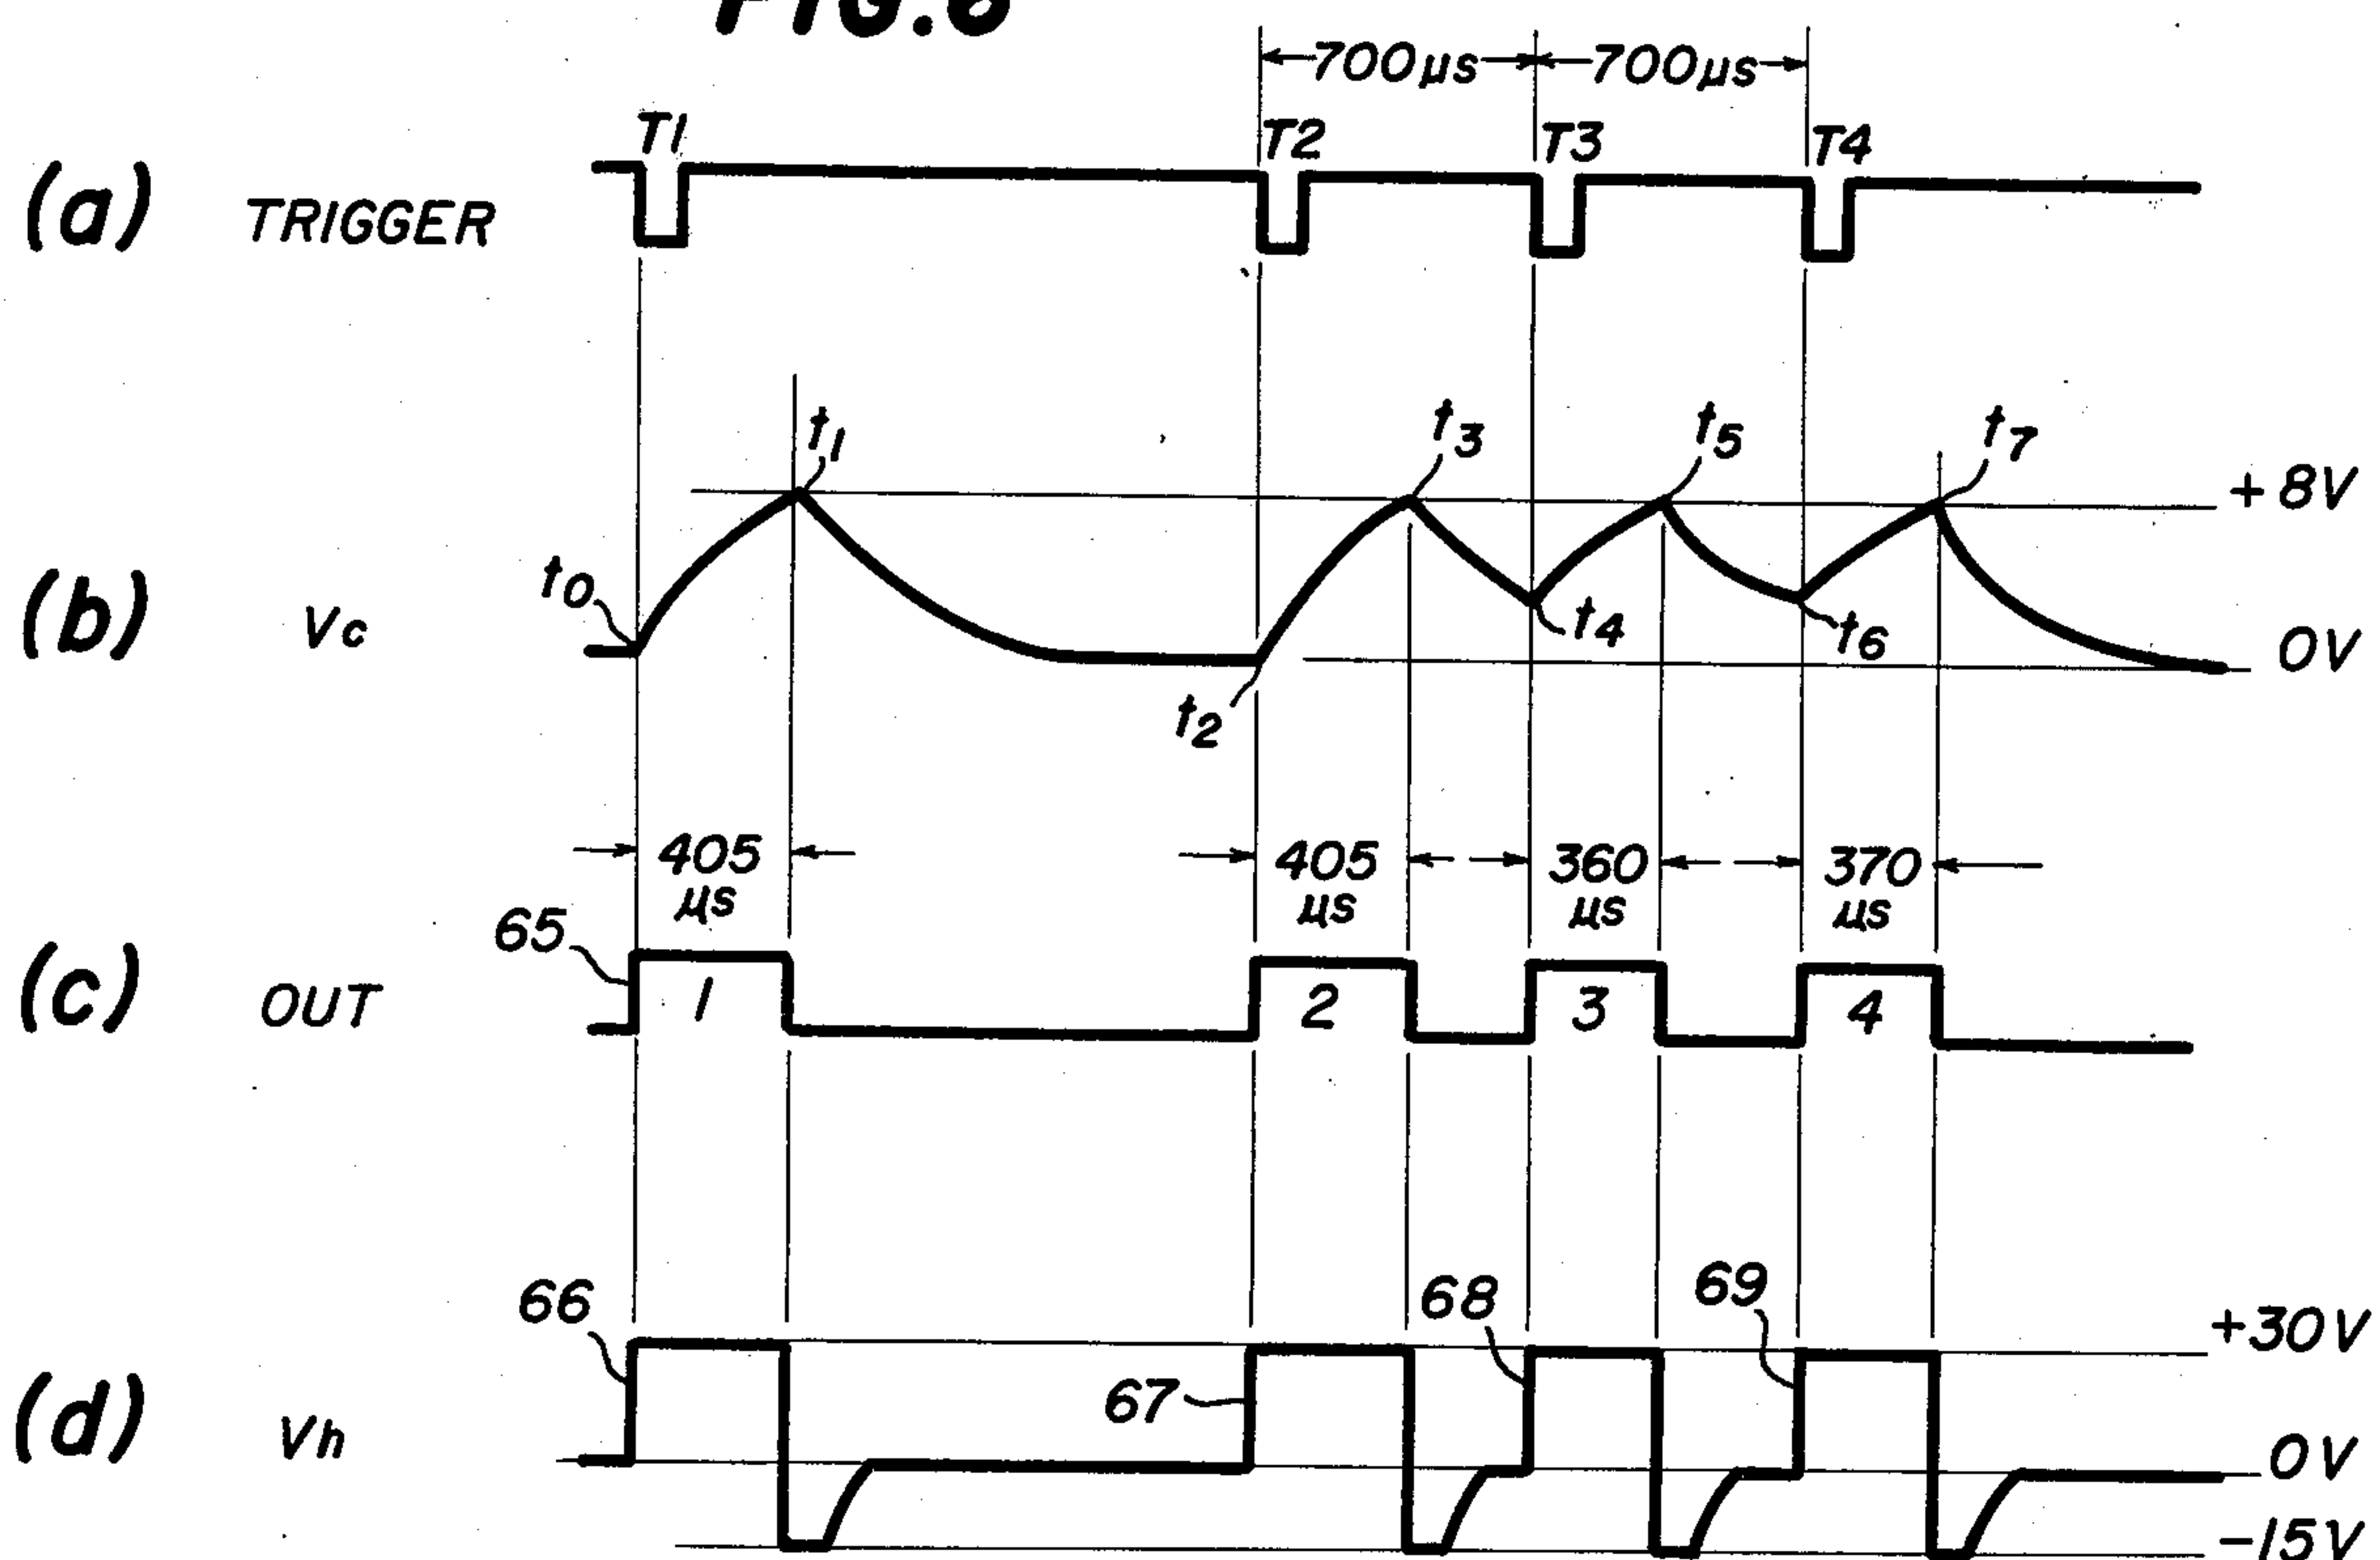 FIG.8
700µs 700µs
(a) TRIGGER T1 T2 T3 T4
t1 t3 t5 t7
+8V
(b) Vc t0 t2 t4 t6 0V
405 µs 405 µs 360 µs 370 µs
(c) OUT 65 1 2 3 4
66 67 68 69
+30V
(d) Vh 0V
-15V